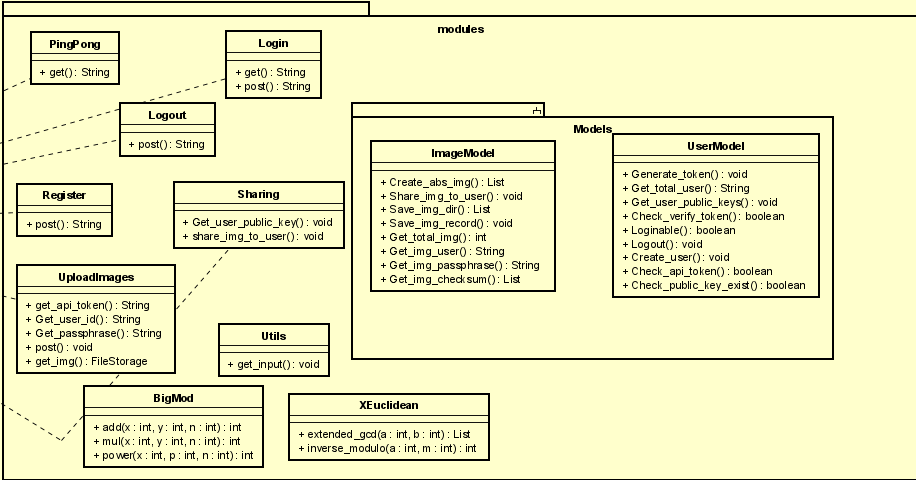 modules
PingPong
+ get() : String
Login
+ get() : String
+ post() : String
Logout
+ post() : String
Models
ImageModel
+ Create_abs_img() : List
+ Share_img_to_user() : void
+ Save_img_dir() : List
+ Save_img_record() : void
+ Get_total_img() : int
+ Get_img_user() : String
+ Get_img_passphrase() : String
+ Get_img_checksum() : List
UserModel
+ Generate_token() : void
+ Get_total_user() : String
+ Get_user_public_keys() : void
+ Check_verify_token() : boolean
+ Loginable() : boolean
+ Logout() : void
+ Create_user() : void
+ Check_api_token() : boolean
+ Check_public_key_exist() : boolean
Register
+ post() : String
Sharing
+ Get_user_public_key() : void
+ share_img_to_user() : void
UploadImages
+ get_api_token() : String
+ Get_user_id() : String
+ Get_passphrase() : String
+ post() : void
+ get_img() : FileStorage
Utils
+ get_input() : void
BigMod
+ add(x : int, y : int, n : int) : int
+ mul(x : int, y : int, n : int) : int
+ power(x : int, p : int, n : int) : int
XEuclidean
+ extended_gcd(a : int, b : int) : List
+ inverse_modulo(a : int, m : int) : int